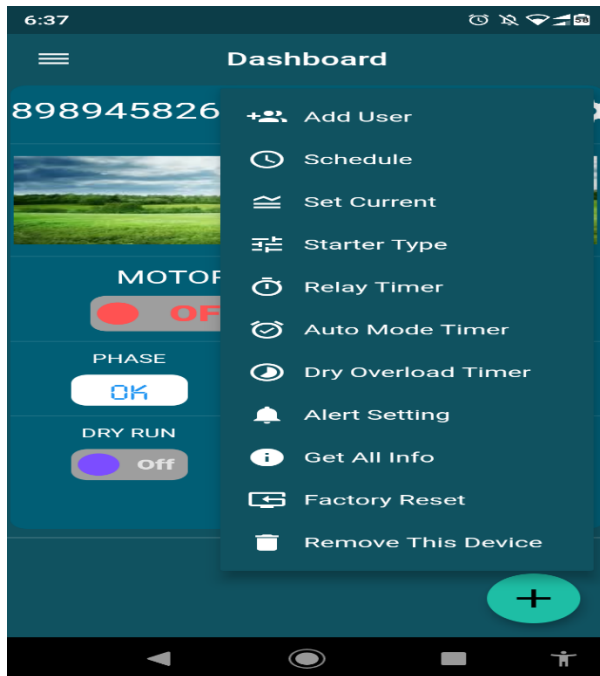 6:37
58
Dashboard
898945826
Add User
Schedule
Set Current
Starter Type
MOTOR
Relay Timer
OF
Auto Mode Timer
PHASE
Dry Overload Timer
OK
Alert Setting
DRY RUN
Get All Info
Off
Factory Reset
Remove This Device